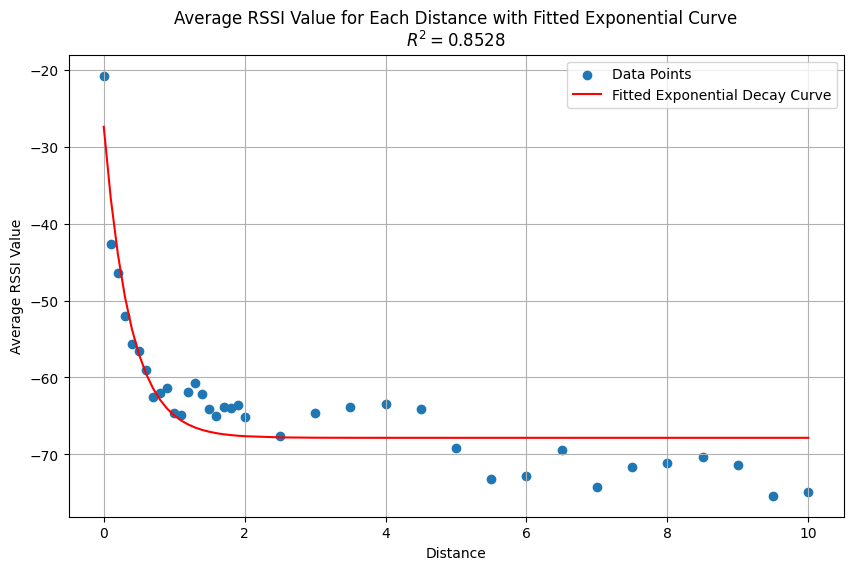 Average RSSI Value for Each Distance with Fitted Exponential Curve
R² = 0.8528
Data Points
Fitted Exponential Decay Curve
Average RSSI Value
−20
−30
−40
−50
−60
−70
0
2
4
6
8
10
Distance